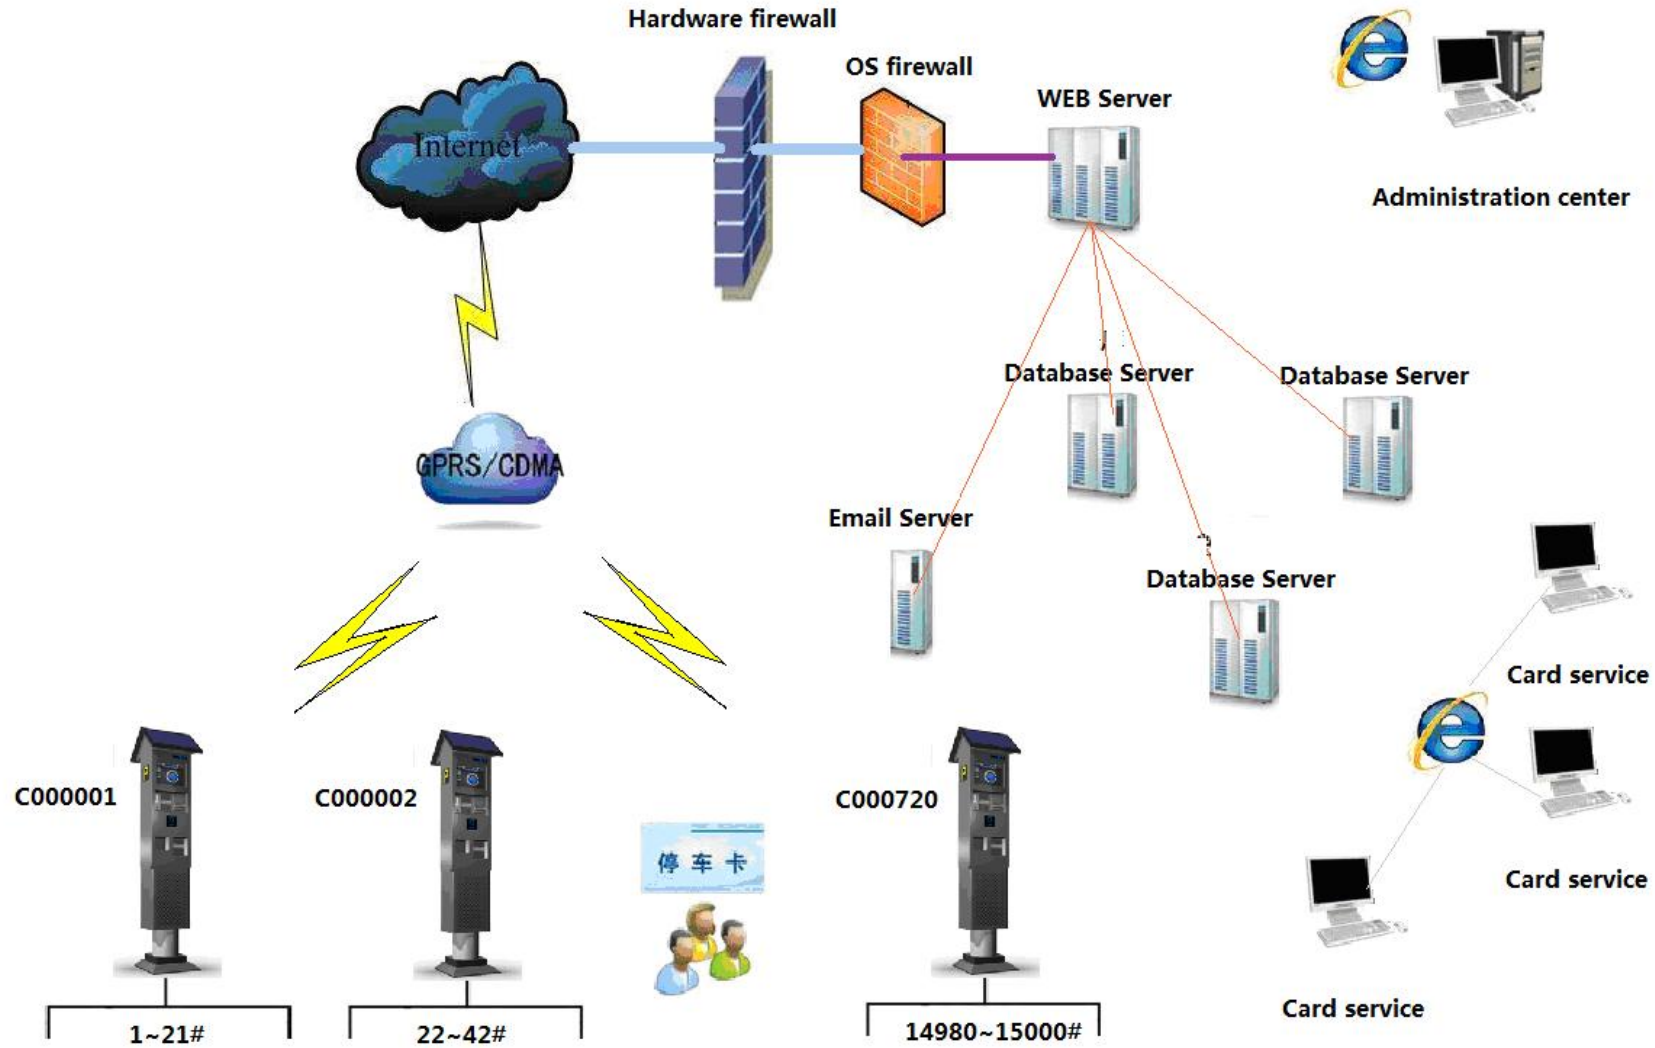 Hardware firewall
OS firewall
WEB Server
Internet
Administration center
Database Server
Database Server
GPRS/CDMA
Email Server
Database Server
Card service
C000001
C000002
C000720
停车卡
Card service
Card service
1~21#
22~42#
14980~15000#